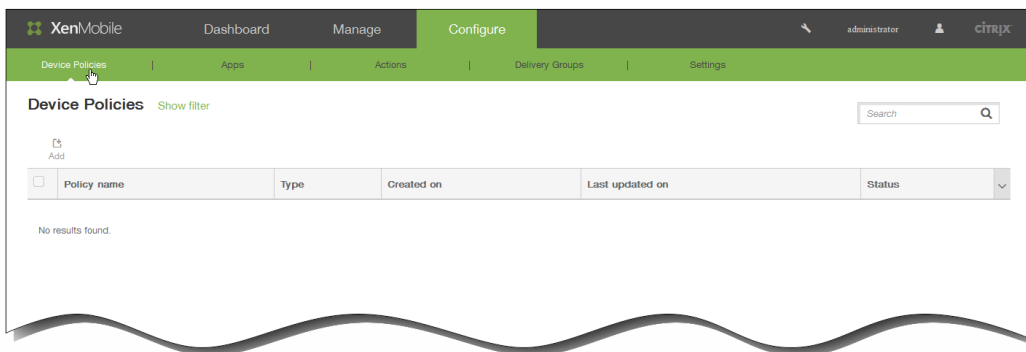 XenMobile Dashboard Manage Configure administrator CITRIX
Device Policies | Apps | Actions | Delivery Groups | Settings
Device Policies Show filter
Search
Add
Policy name Type Created on Last updated on Status
No results found.